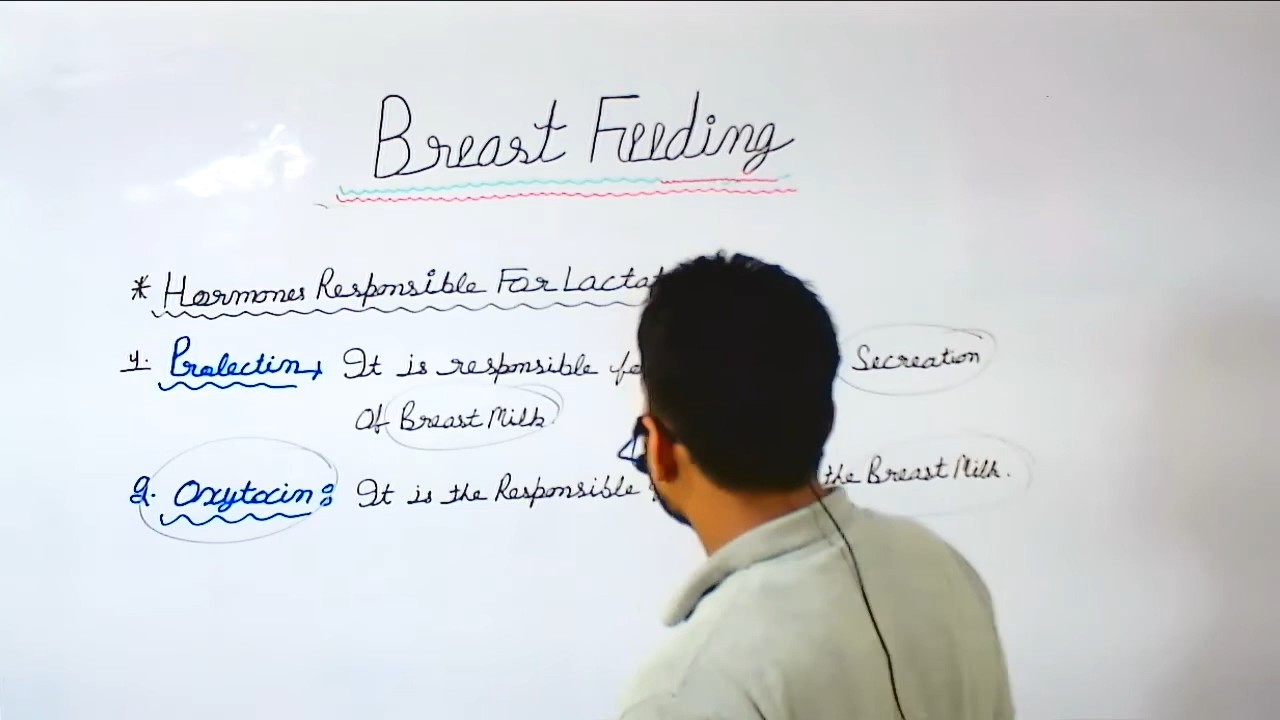 Breast Feeding
* Hormones Responsible For Lactat
1. Prolectin → It is responsible fo Secreation
Of Breast Milk
2. Oxytocin : It is the Responsible the Breast Milk.